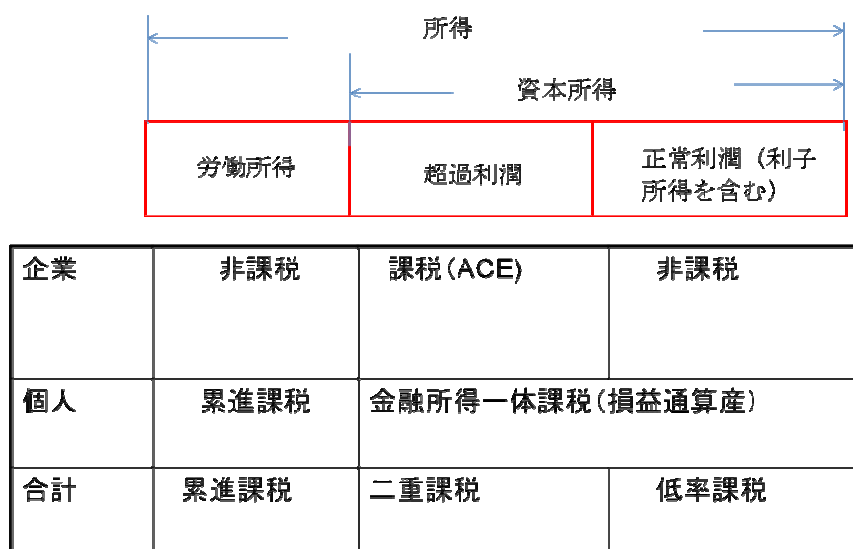 所得
資本所得
労働所得
超過利潤
正常利潤（利子
所得を含む）
企業 非課税 課税（ACE) 非課税
個人 累進課税 金融所得一体課税（損益通算産）
合計 累進課税 二重課税 低率課税